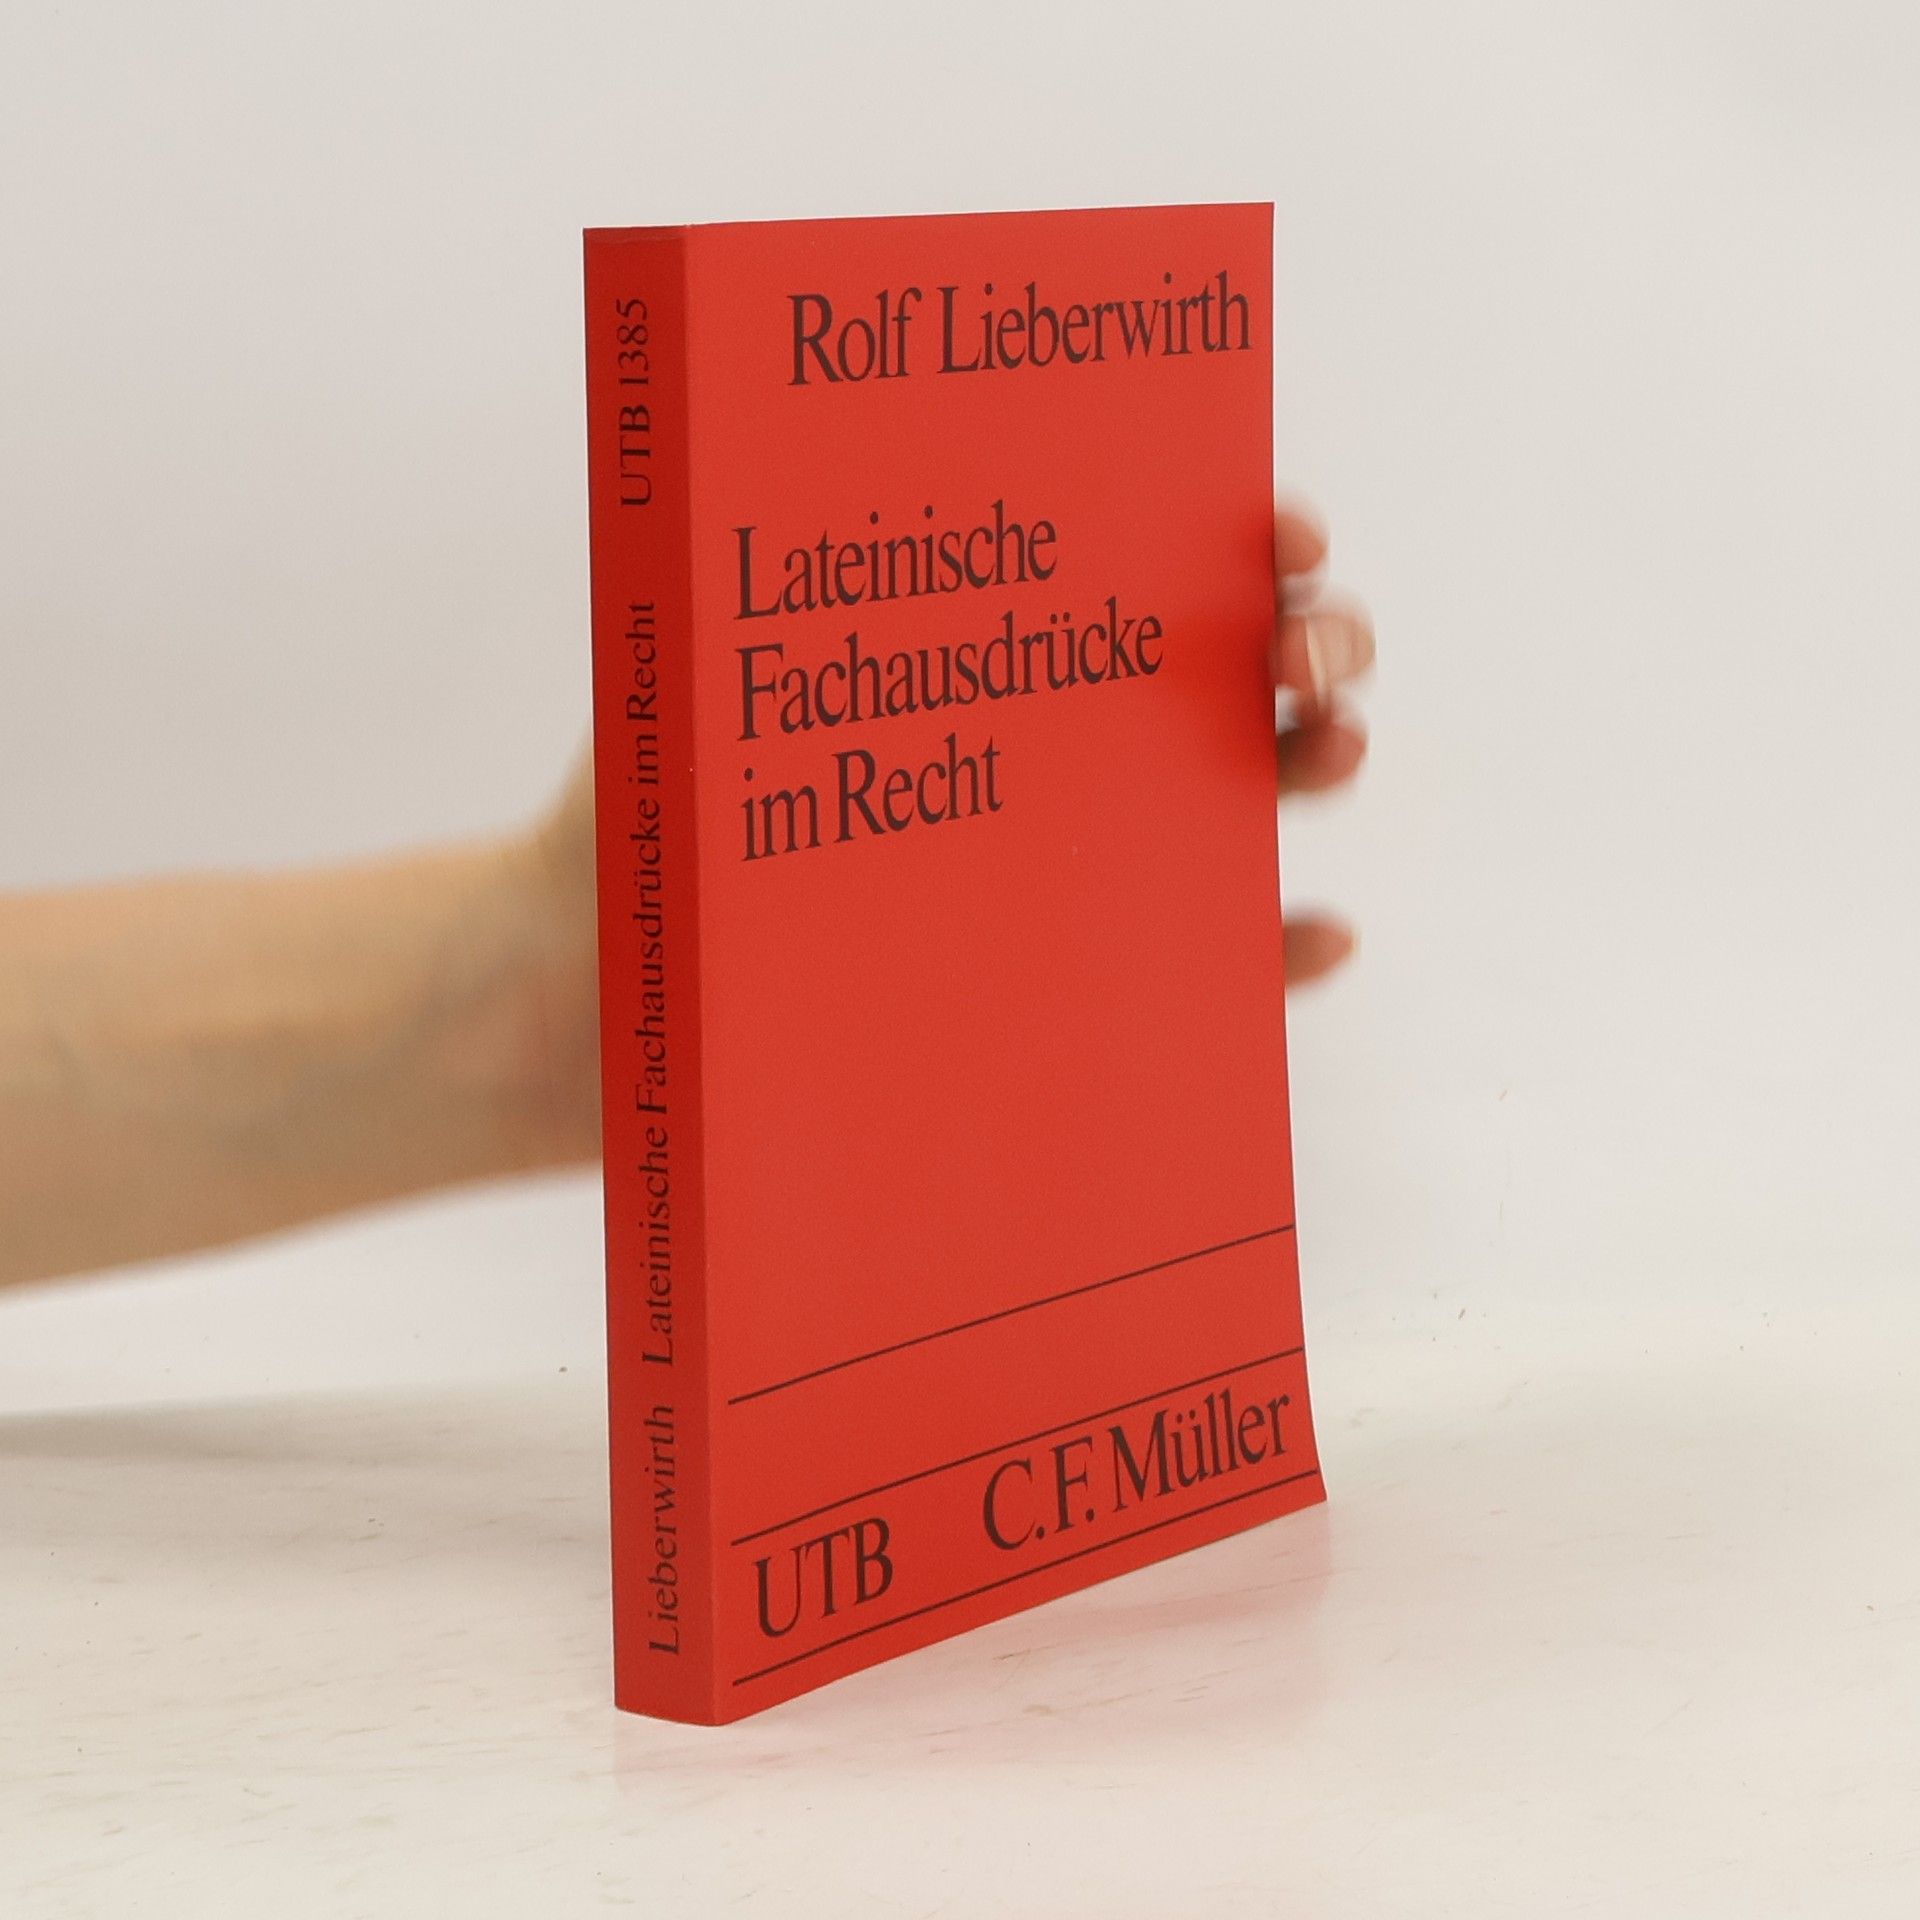 Rolf Lieberwirth
Lateinische
Fachausdrücke
im Recht
UTB C.F. Müller
Lieberwirth Lateinische Fachausdrücke im Recht UTB 1385